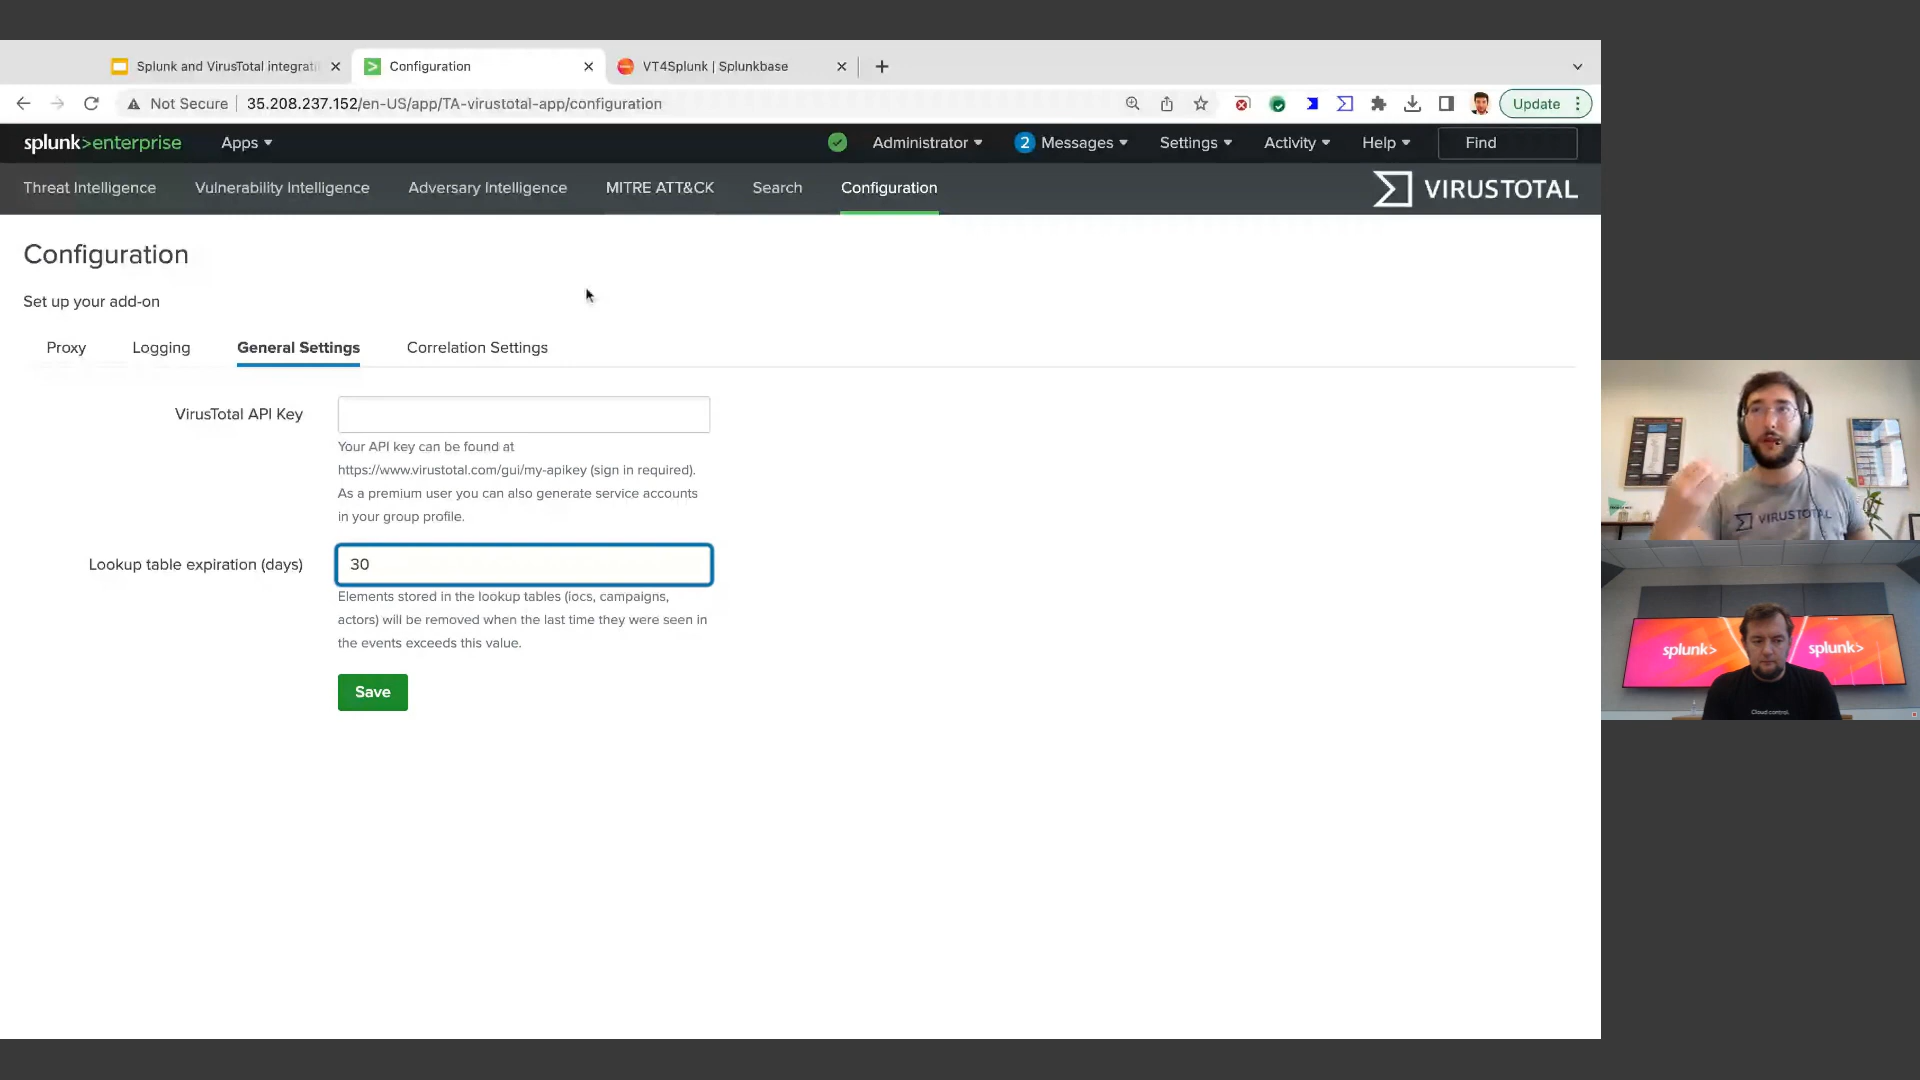 Splunk and VirusTotal integrati
Configuration
VT4Splunk | Splunkbase
Not Secure
35.208.237.152/en-US/app/TA-virustotal-app/configuration
Update
splunk>enterprise
Apps
Administrator
2 Messages
Settings
Activity
Help
Find
Threat Intelligence
Vulnerability Intelligence
Adversary Intelligence
MITRE ATT&CK
Search
Configuration
VIRUSTOTAL
Configuration
Set up your add-on
Proxy
Logging
General Settings
Correlation Settings
VirusTotal API Key
Your API key can be found at
https://www.virustotal.com/gui/my-apikey (sign in required).
As a premium user you can also generate service accounts
in your group profile.
Lookup table expiration (days)
30
Elements stored in the lookup tables (iocs, campaigns,
actors) will be removed when the last time they were seen in
the events exceeds this value.
Save
VIRUSTOTAL
splunk>
splunk>
Cloud control.